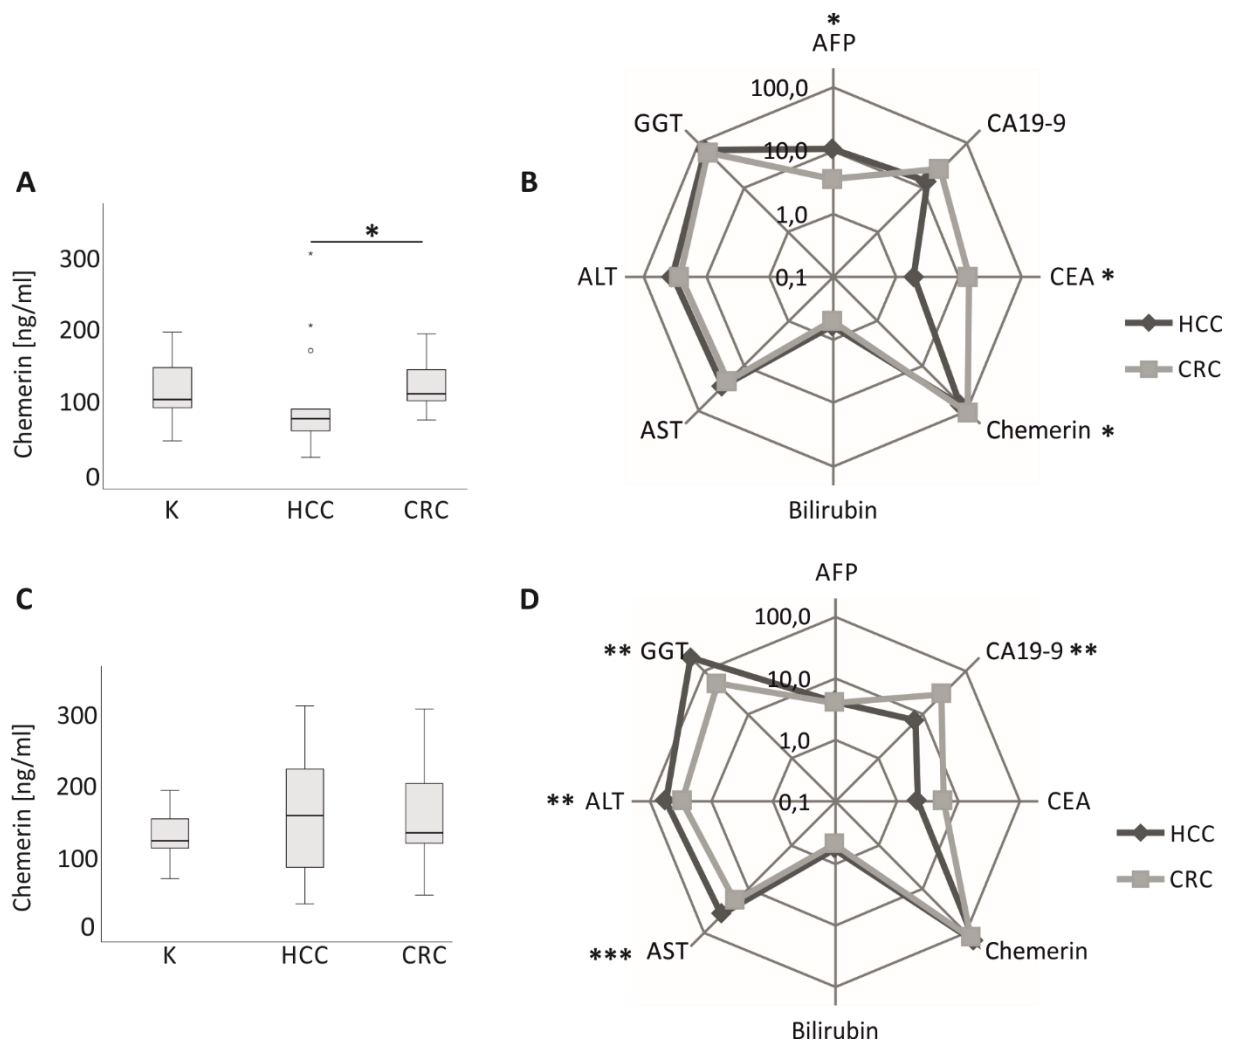 A
Chemerin [ng/ml]
300
200
100
0
*
K HCC CRC
B
*
AFP
100,0
10,0
1,0
0,1
CA19-9
CEA *
Chemerin *
Bilirubin
AST
ALT
GGT
HCC
CRC
C
Chemerin [ng/ml]
300
200
100
0
K HCC CRC
D
AFP
100,0
10,0
1,0
0,1
CA19-9 **
CEA
Chemerin
Bilirubin
*** AST
** ALT
** GGT
HCC
CRC